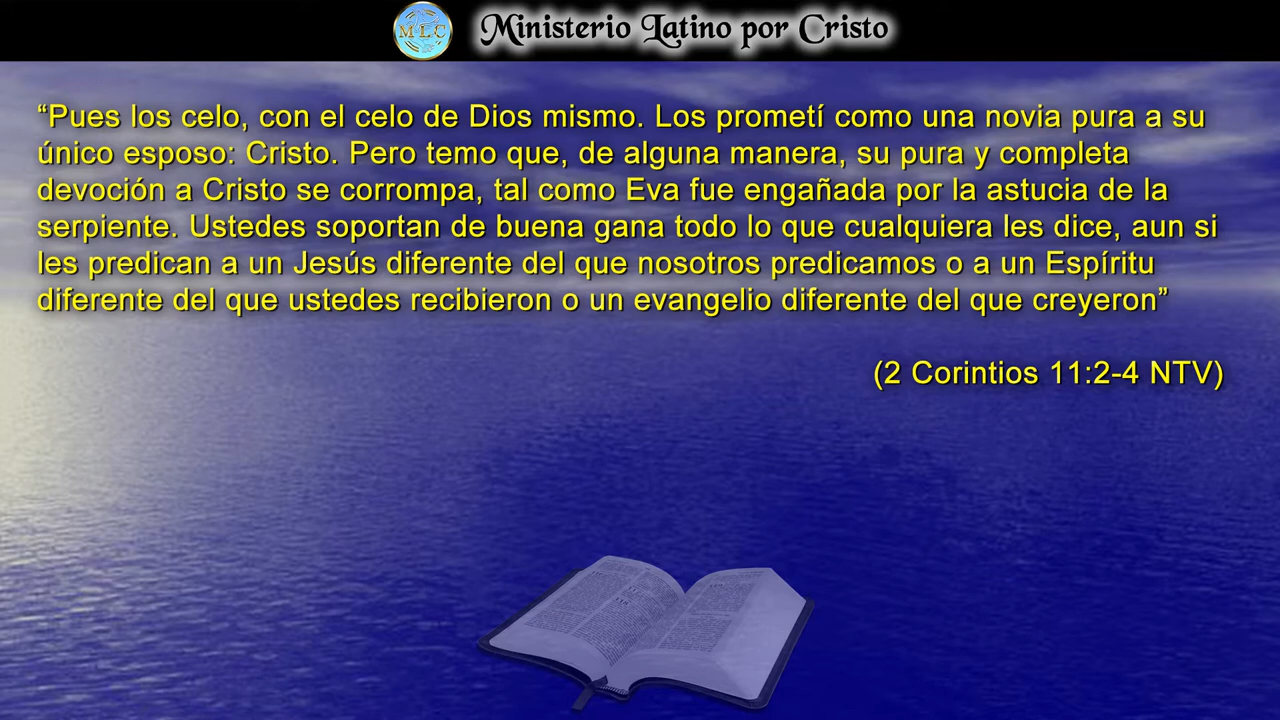 MLC
Ministerio Latino por Cristo
“Pues los celo, con el celo de Dios mismo. Los prometí como una novia pura a su
único esposo: Cristo. Pero temo que, de alguna manera, su pura y completa
devoción a Cristo se corrompa, tal como Eva fue engañada por la astucia de la
serpiente. Ustedes soportan de buena gana todo lo que cualquiera les dice, aun si
les predican a un Jesús diferente del que nosotros predicamos o a un Espíritu
diferente del que ustedes recibieron o un evangelio diferente del que creyeron”
(2 Corintios 11:2-4 NTV)